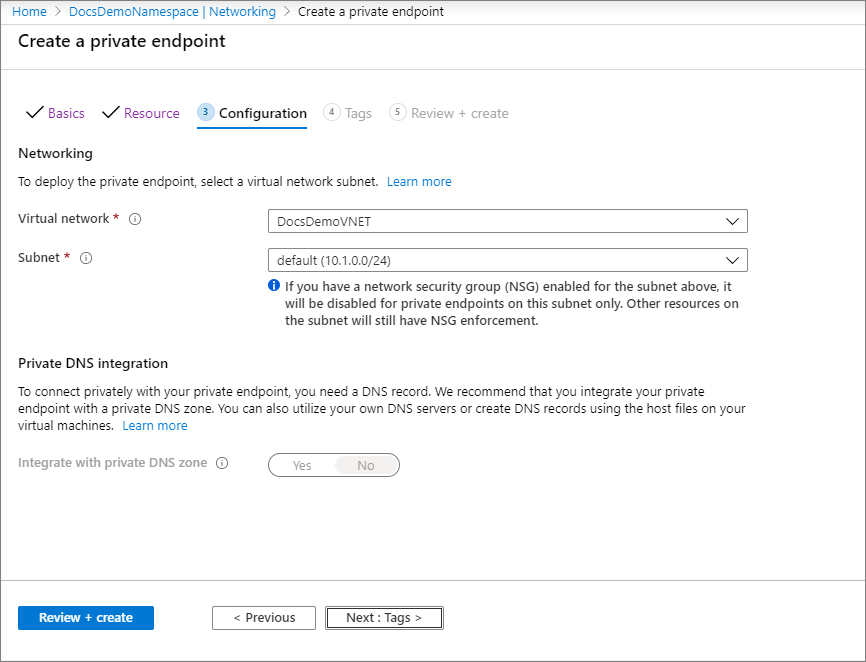 Home > DocsDemoNamespace | Networking > Create a private endpoint
Create a private endpoint
Basics Resource 3 Configuration 4 Tags 5 Review + create
Networking
To deploy the private endpoint, select a virtual network subnet. Learn more
Virtual network * DocsDemoVNET
Subnet * default (10.1.0.0/24)
If you have a network security group (NSG) enabled for the subnet above, it
will be disabled for private endpoints on this subnet only. Other resources on
the subnet will still have NSG enforcement.
Private DNS integration
To connect privately with your private endpoint, you need a DNS record. We recommend that you integrate your private
endpoint with a private DNS zone. You can also utilize your own DNS servers or create DNS records using the host files on your
virtual machines. Learn more
Integrate with private DNS zone Yes No
Review + create < Previous Next : Tags >